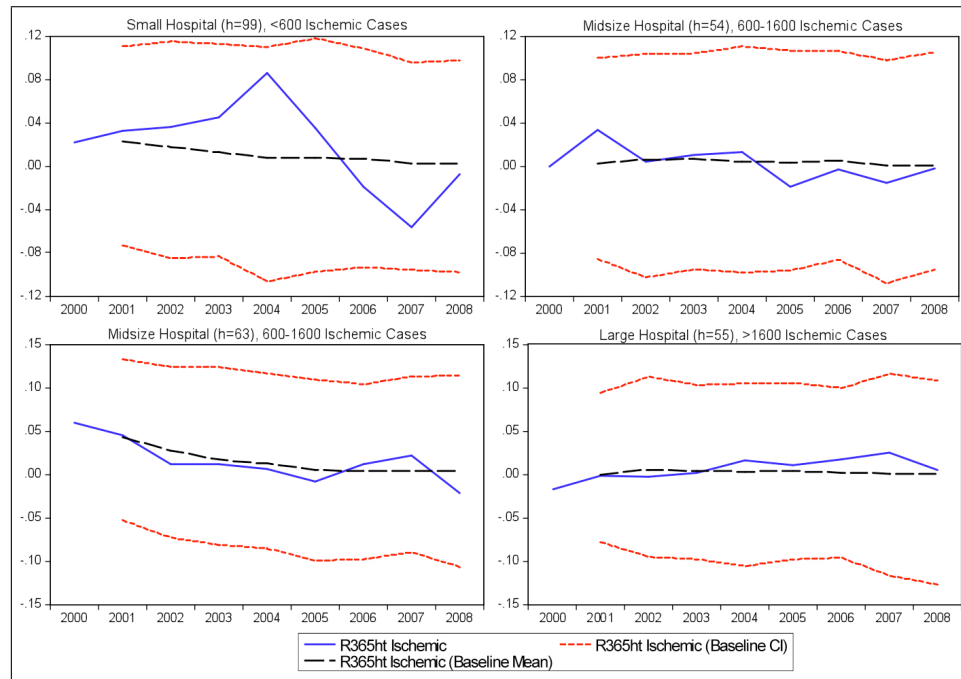 Small Hospital (h=99), <600 Ischemic Cases
.12
.08
.04
.00
-.04
-.08
-.12
2000 2001 2002 2003 2004 2005 2006 2007 2008
Midsize Hospital (h=54), 600-1600 Ischemic Cases
.12
.08
.04
.00
-.04
-.08
-.12
2000 2001 2002 2003 2004 2005 2006 2007 2008
Midsize Hospital (h=63), 600-1600 Ischemic Cases
.15
.10
.05
.00
-.05
-.10
-.15
2000 2001 2002 2003 2004 2005 2006 2007 2008
Large Hospital (h=55), >1600 Ischemic Cases
.15
.10
.05
.00
-.05
-.10
-.15
2000 2001 2002 2003 2004 2005 2006 2007 2008
R365ht Ischemic
R365ht Ischemic (Baseline CI)
R365ht Ischemic (Baseline Mean)